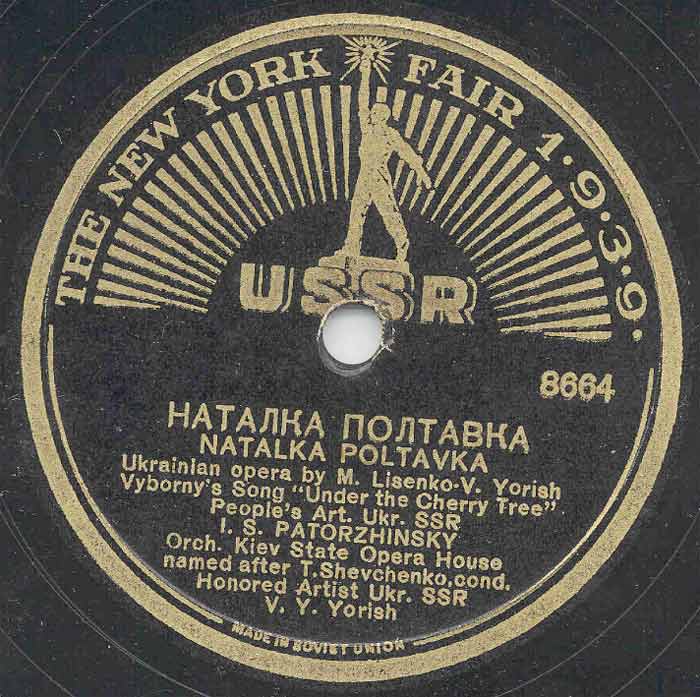 THE NEW YORK FAIR 1.9.3.9.
USSR
8664
НАТАЛКА ПОЛТАВКА
NATALKA POLTAVKA
Ukrainian opera by M. Lisenko-V. Yorish
Vyborny's Song "Under the Cherry Tree"
People's Art. Ukr. SSR
I. S. PATORZHINSKY
Orch. Kiev State Opera House
named after T.Shevchenko,cond.
Honored Artist Ukr. SSR
V. Y. Yorish
MADE IN SOVIET UNION